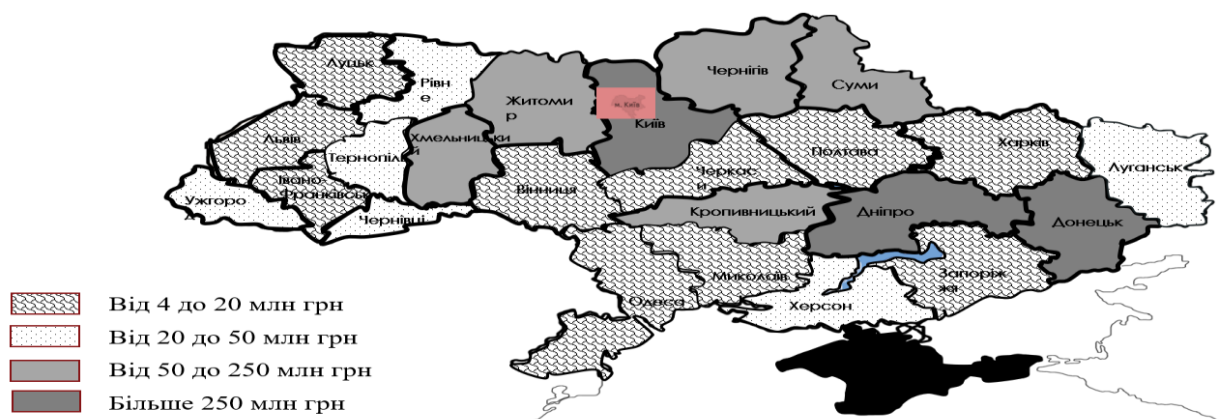 Луцьк
Рівн
е
Житоми
р
м. Київ
Київ
Чернігів
Суми
Львів
Тернопіль
Хмельницьки
й
Івано-
Франківськ
Ужгоро
д
Чернівці
Вінниця
Черкас
и
Полтава
Харків
Луганськ
Кропивницький
Дніпро
Донецьк
Одеса
Миколаїв
Херсон
Запоріж
жя
Від 4 до 20 млн грн
Від 20 до 50 млн грн
Від 50 до 250 млн грн
Більше 250 млн грн